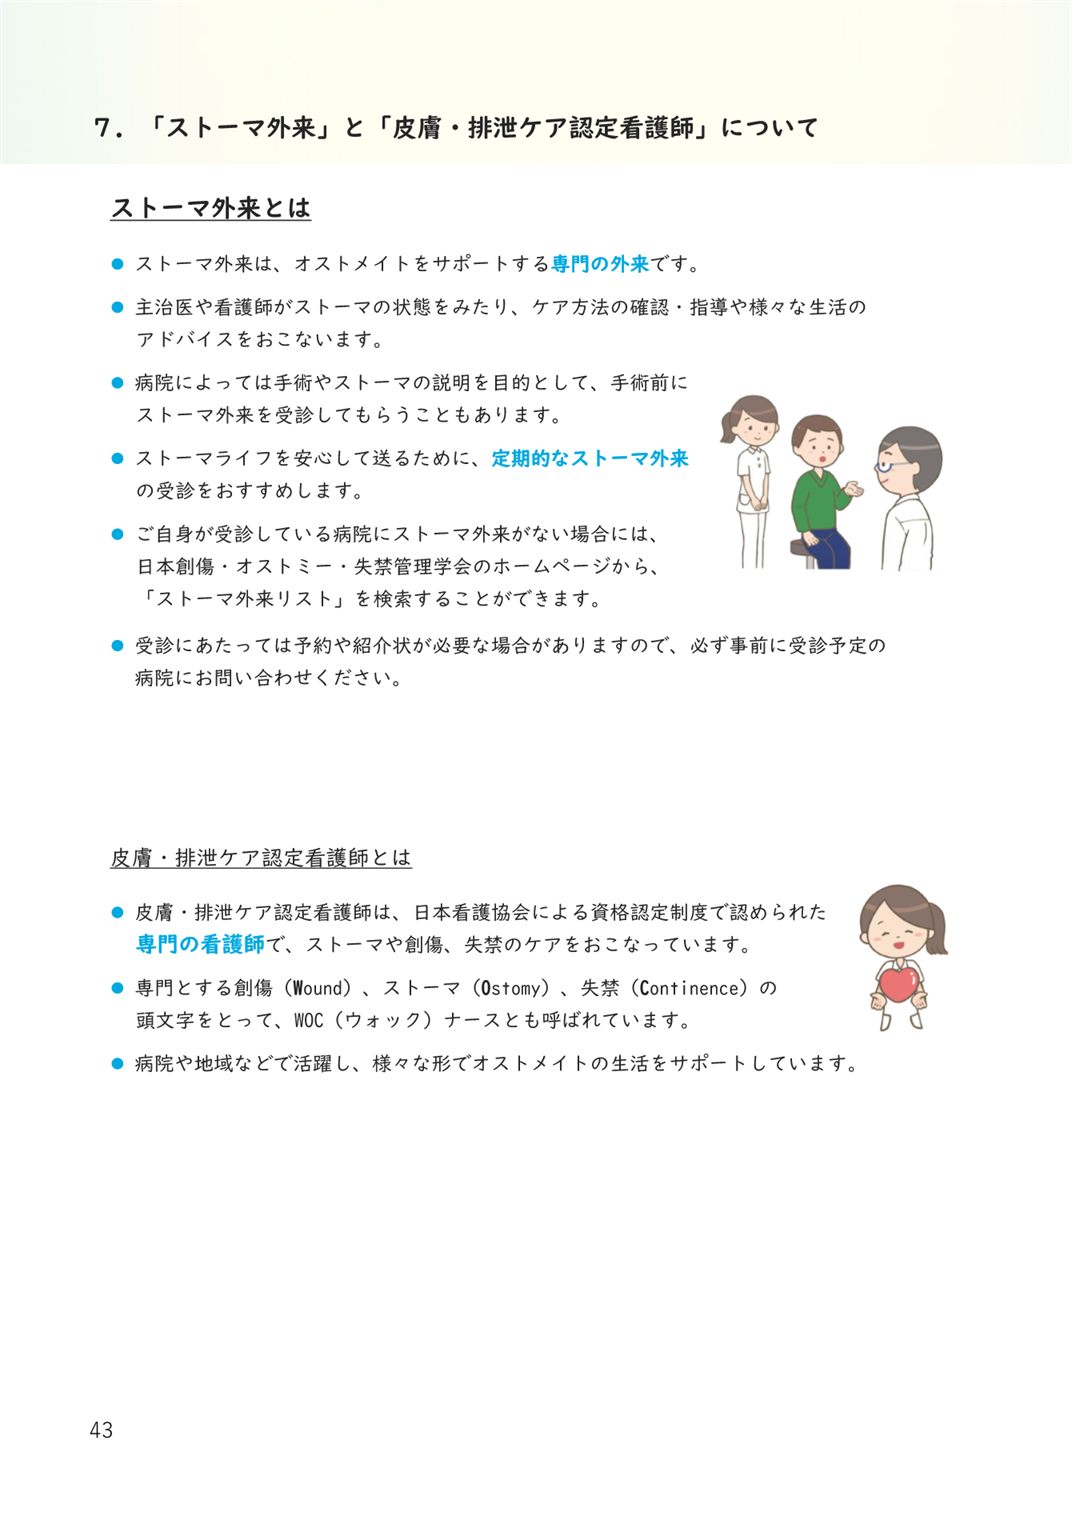 7．「ストーマ外来」と「皮膚・排泄ケア認定看護師」について
ストーマ外来とは
● ストーマ外来は、オストメイトをサポートする専門の外来です。
● 主治医や看護師がストーマの状態をみたり、ケア方法の確認・指導や様々な生活の
アドバイスをおこないます。
● 病院によっては手術やストーマの説明を目的として、手術前に
ストーマ外来を受診してもらうこともあります。
● ストーマライフを安心して送るために、定期的なストーマ外来
の受診をおすすめします。
● ご自身が受診している病院にストーマ外来がない場合には、
日本創傷・オストミー・失禁管理学会のホームページから、
「ストーマ外来リスト」を検索することができます。
● 受診にあたっては予約や紹介状が必要な場合がありますので、必ず事前に受診予定の
病院にお問い合わせください。
皮膚・排泄ケア認定看護師とは
● 皮膚・排泄ケア認定看護師は、日本看護協会による資格認定制度で認められた
専門の看護師で、ストーマや創傷、失禁のケアをおこなっています。
● 専門とする創傷（Wound）、ストーマ（Ostomy）、失禁（Continence）の
頭文字をとって、WOC（ウォック）ナースとも呼ばれています。
● 病院や地域などで活躍し、様々な形でオストメイトの生活をサポートしています。
43